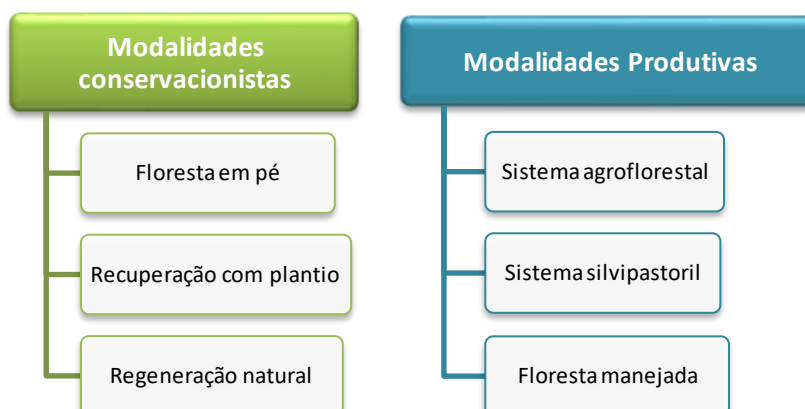 Modalidades
conservacionistas
Floresta em pé
Recuperação com plantio
Regeneração natural
Modalidades Produtivas
Sistema agroflorestal
Sistema silvipastoril
Floresta manejada